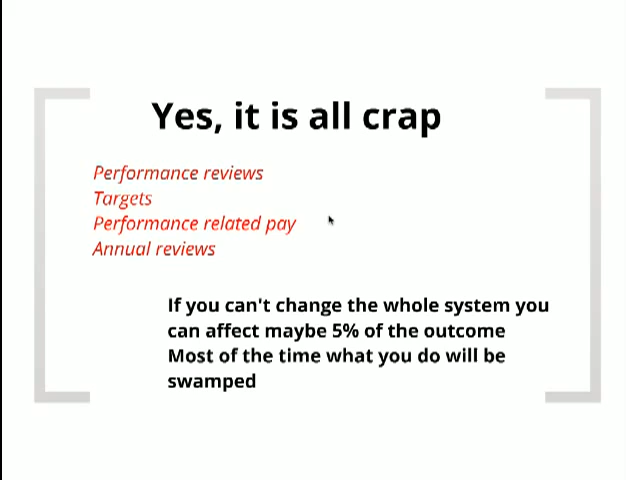 Yes, it is all crap
Performance reviews
Targets
Performance related pay
Annual reviews
If you can't change the whole system you
can affect maybe 5% of the outcome
Most of the time what you do will be
swamped